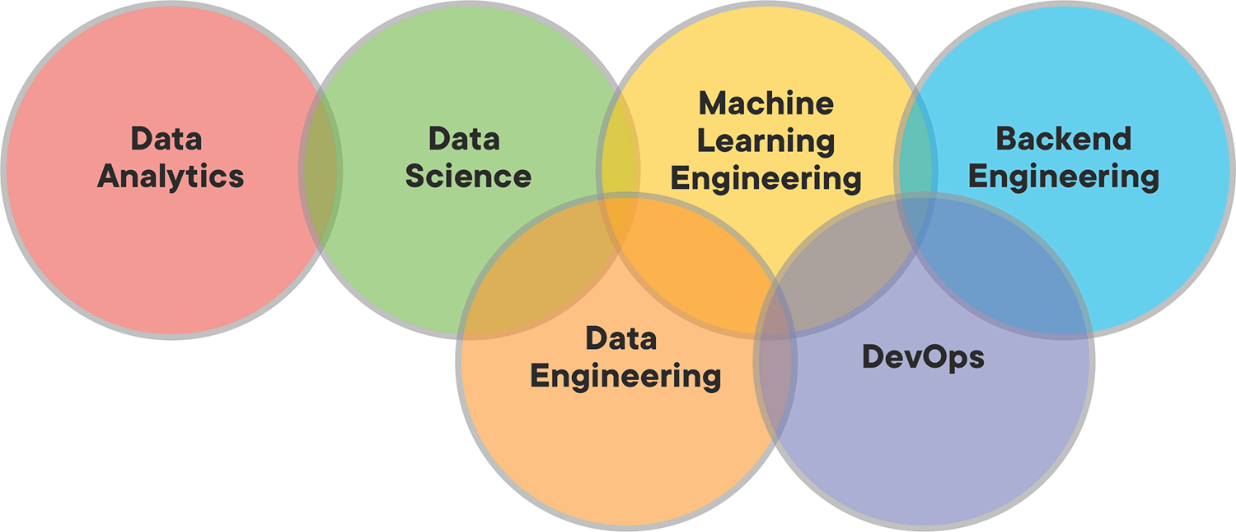 Data
Analytics
Data
Science
Machine
Learning
Engineering
Backend
Engineering
Data
Engineering
DevOps